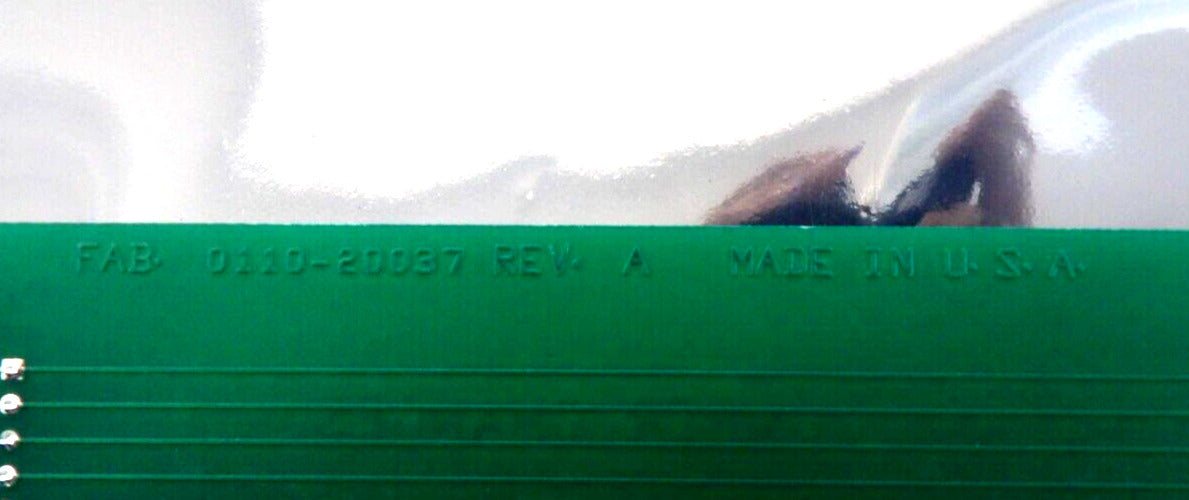 FAB. 0110-20037 REV. A MADE IN U.S.A.